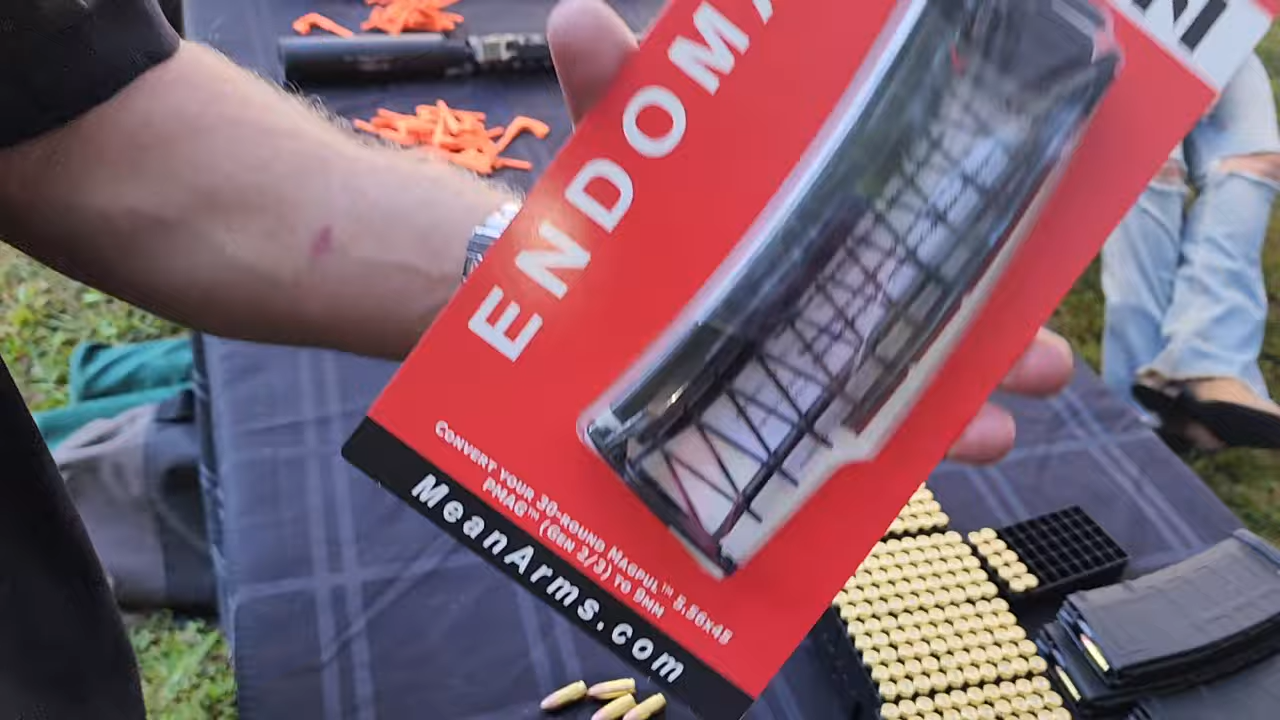 ENDOMA
CONVERT YOUR 30-ROUND MAGPUL™ 5.56x45
PMAG™ (GEN 2/3) TO 9MM
MeanArms.com